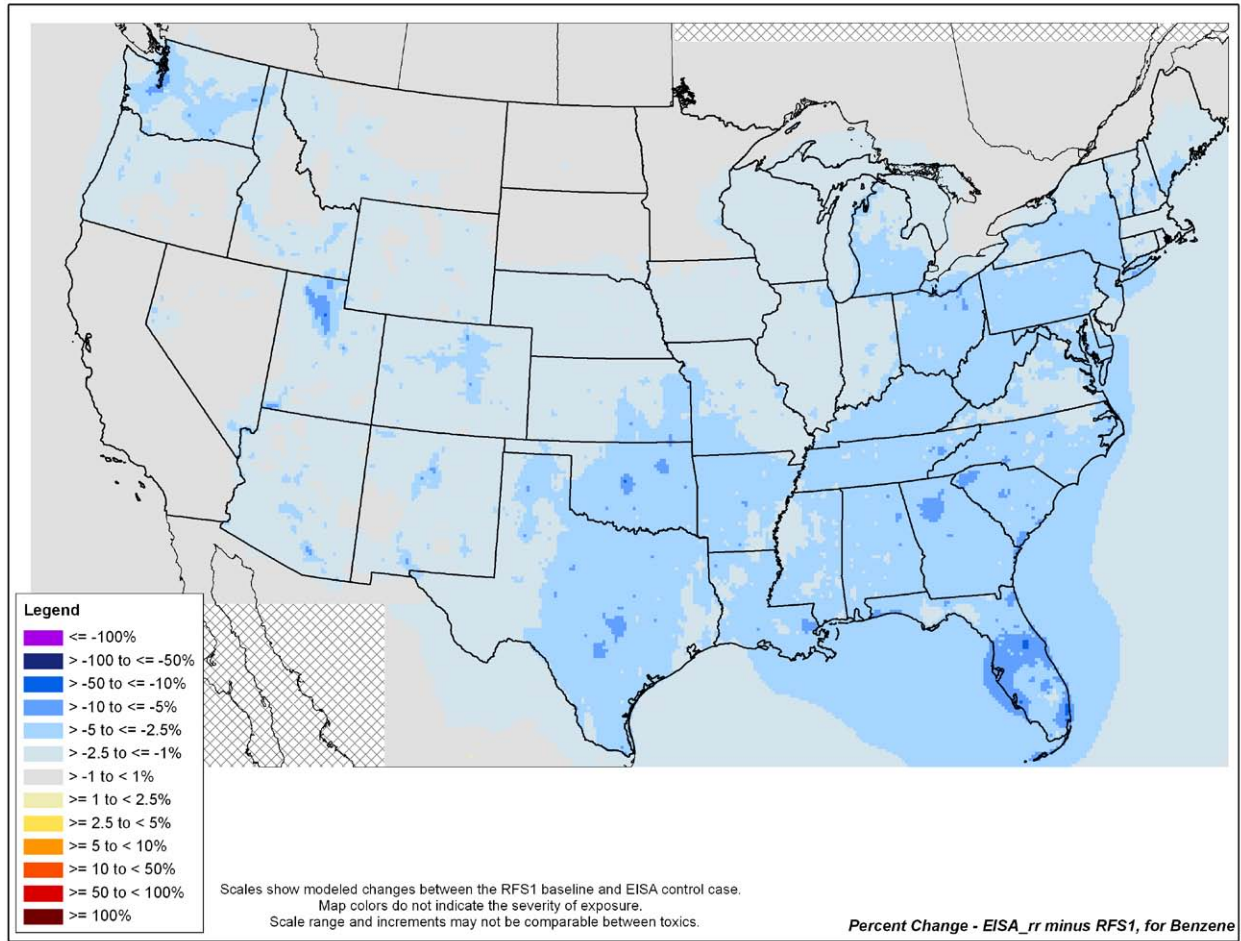 Legend
<= -100%
> -100 to <= -50%
> -50 to <= -10%
> -10 to <= -5%
> -5 to <= -2.5%
> -2.5 to <= -1%
> -1 to < 1%
>= 1 to < 2.5%
>= 2.5 to < 5%
>= 5 to < 10%
>= 10 to < 50%
>= 50 to < 100%
>= 100%
Scales show modeled changes between the RFS1 baseline and EISA control case.
Map colors do not indicate the severity of exposure.
Scale range and increments may not be comparable between toxics.
Percent Change - EISA_rr minus RFS1, for Benzene